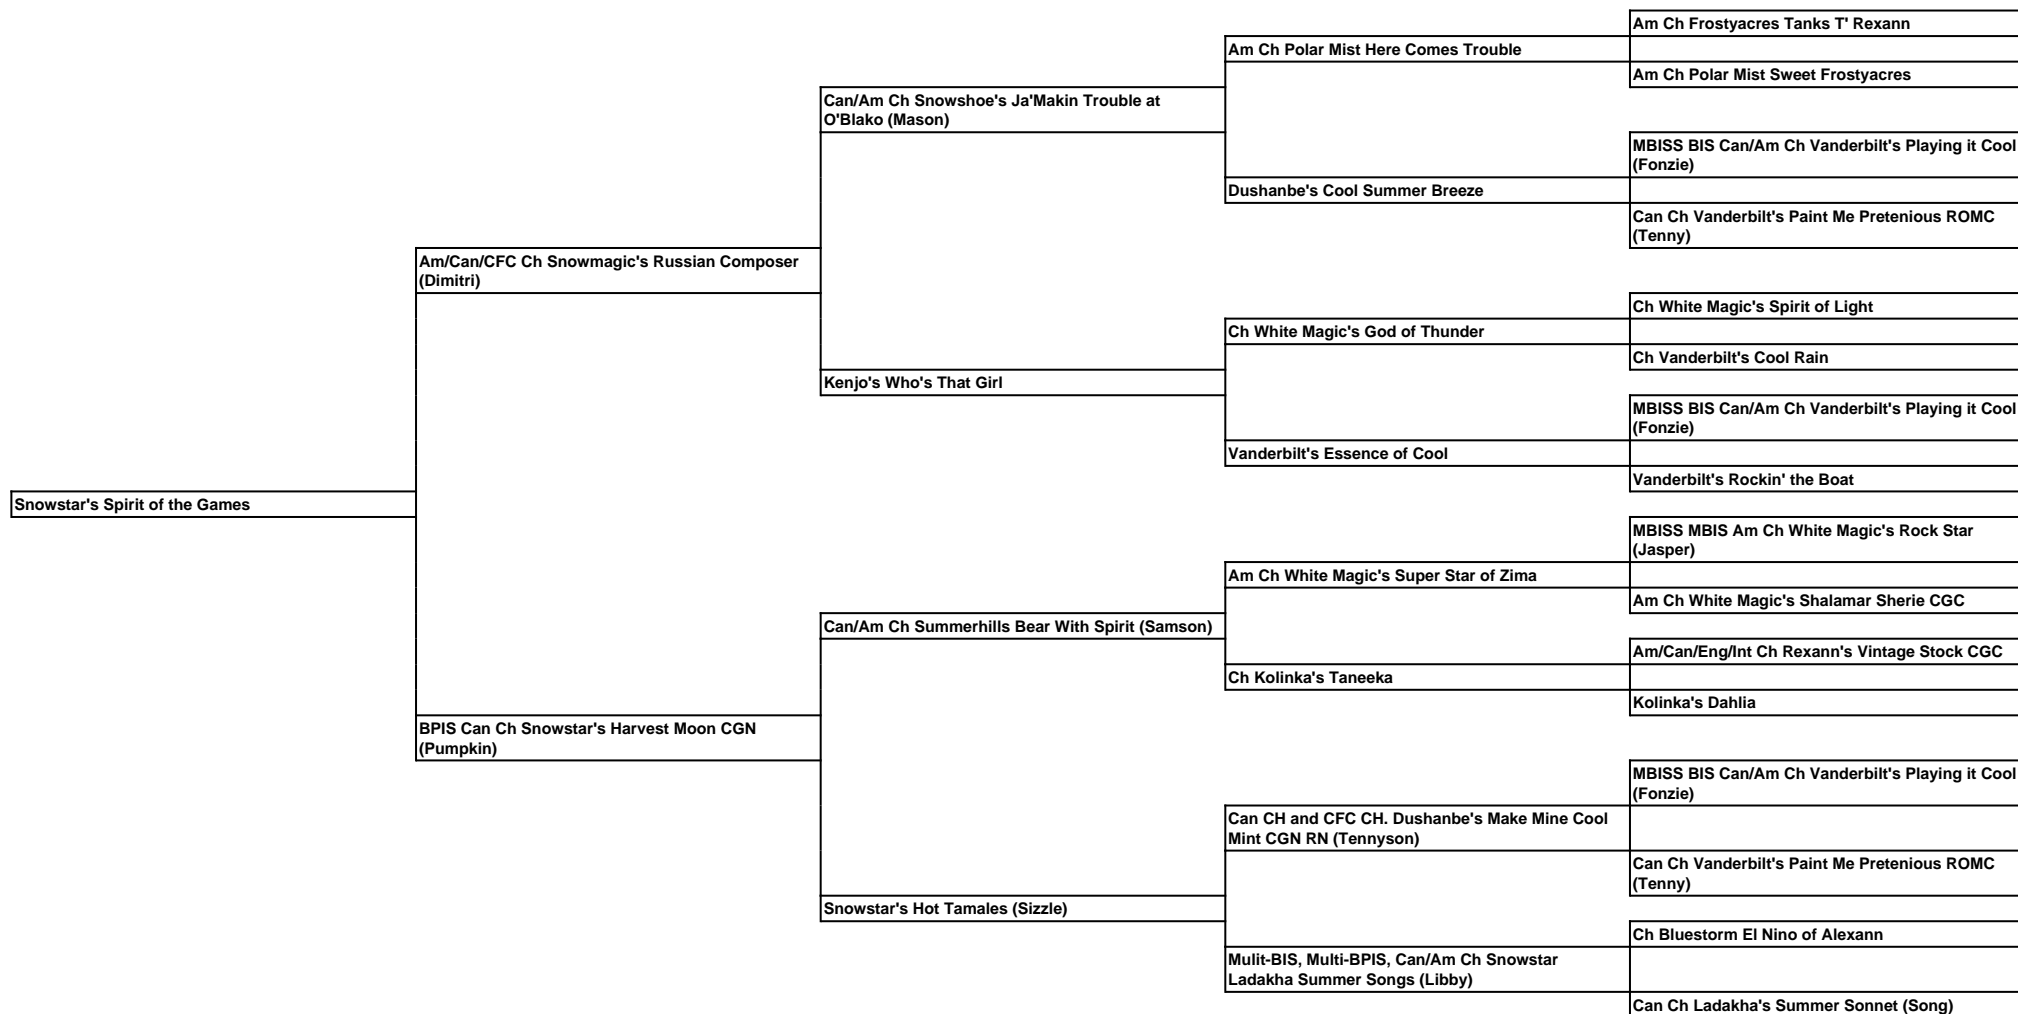 Am Ch Frostyacres Tanks T' Rexann
Am Ch Polar Mist Here Comes Trouble
Am Ch Polar Mist Sweet Frostyacres
Can/Am Ch Snowshoe's Ja'Makin Trouble at
O'Blako (Mason)
MBISS BIS Can/Am Ch Vanderbilt's Playing it Cool
(Fonzie)
Dushanbe's Cool Summer Breeze
Can Ch Vanderbilt's Paint Me Pretenious ROMC
(Tenny)
Am/Can/CFC Ch Snowmagic's Russian Composer
(Dimitri)
Ch White Magic's Spirit of Light
Ch White Magic's God of Thunder
Ch Vanderbilt's Cool Rain
Kenjo's Who's That Girl
MBISS BIS Can/Am Ch Vanderbilt's Playing it Cool
(Fonzie)
Vanderbilt's Essence of Cool
Vanderbilt's Rockin' the Boat
Snowstar's Spirit of the Games
MBISS MBIS Am Ch White Magic's Rock Star
(Jasper)
Am Ch White Magic's Super Star of Zima
Am Ch White Magic's Shalamar Sherie CGC
Can/Am Ch Summerhills Bear With Spirit (Samson)
Am/Can/Eng/Int Ch Rexann's Vintage Stock CGC
Ch Kolinka's Taneeka
Kolinka's Dahlia
BPIS Can Ch Snowstar's Harvest Moon CGN
(Pumpkin)
MBISS BIS Can/Am Ch Vanderbilt's Playing it Cool
(Fonzie)
Can CH and CFC CH. Dushanbe's Make Mine Cool
Mint CGN RN (Tennyson)
Can Ch Vanderbilt's Paint Me Pretenious ROMC
(Tenny)
Snowstar's Hot Tamales (Sizzle)
Ch Bluestorm El Nino of Alexann
Mulit-BIS, Multi-BPIS, Can/Am Ch Snowstar
Ladakha Summer Songs (Libby)
Can Ch Ladakha's Summer Sonnet (Song)